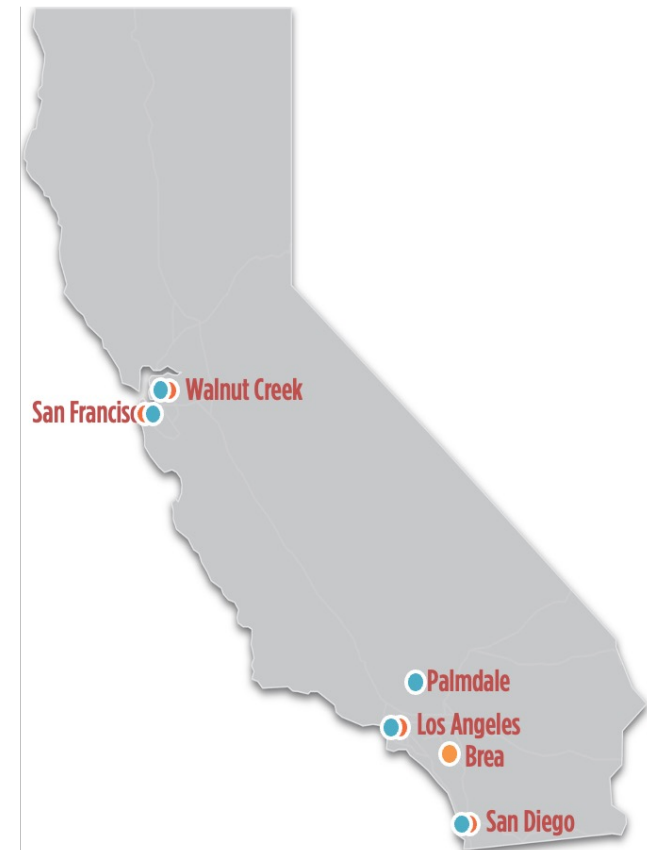 Walnut Creek
San Francisc
Palmdale
Los Angeles
Brea
San Diego